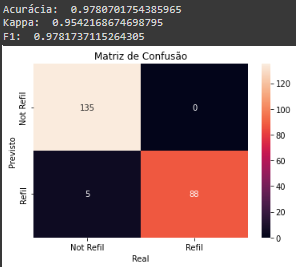 Acurácia:  0.9780701754385965
Kappa:  0.9542168674698795
F1:  0.9781737115264305
Matriz de Confusão
Not Refil
135
0
120
100
80
60
40
20
0
Previsto
Refil
5
88
Not Refil
Refil
Real